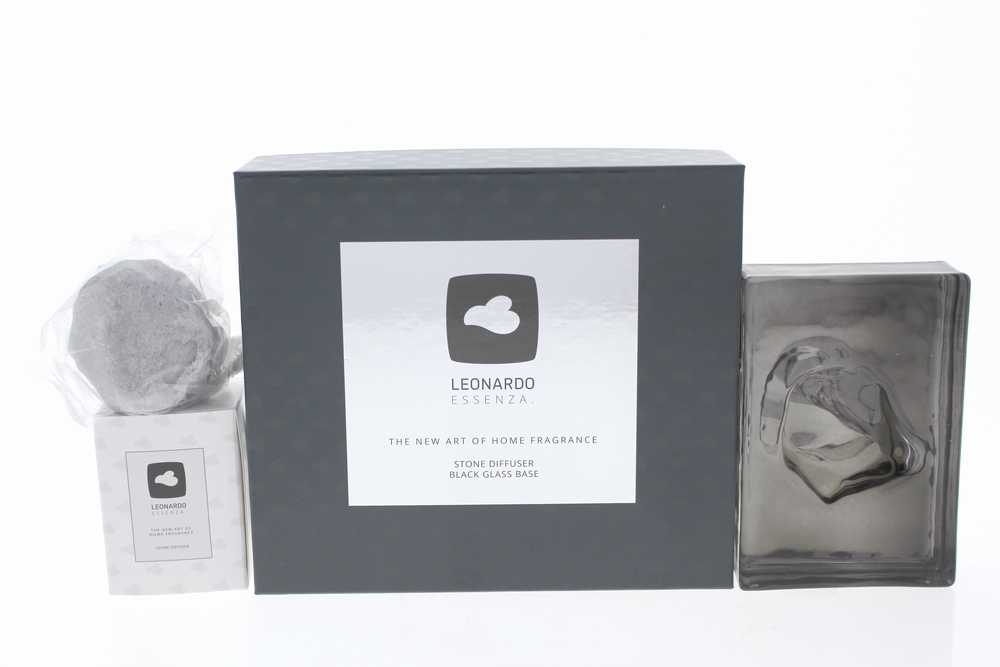 LEONARDO
ESSENZA.
THE NEW ART OF HOME FRAGRANCE
STONE DIFFUSER
BLACK GLASS BASE
LEONARDO
ESSENZA.
THE NEW ART OF
HOME FRAGRANCE
STONE DIFFUSER